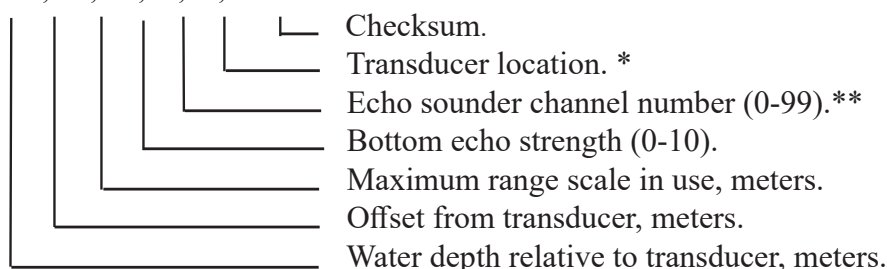 Checksum.
Transducer location. *
Echo sounder channel number (0-99).**
Bottom echo strength (0-10).
Maximum range scale in use, meters.
Offset from transducer, meters.
Water depth relative to transducer, meters.